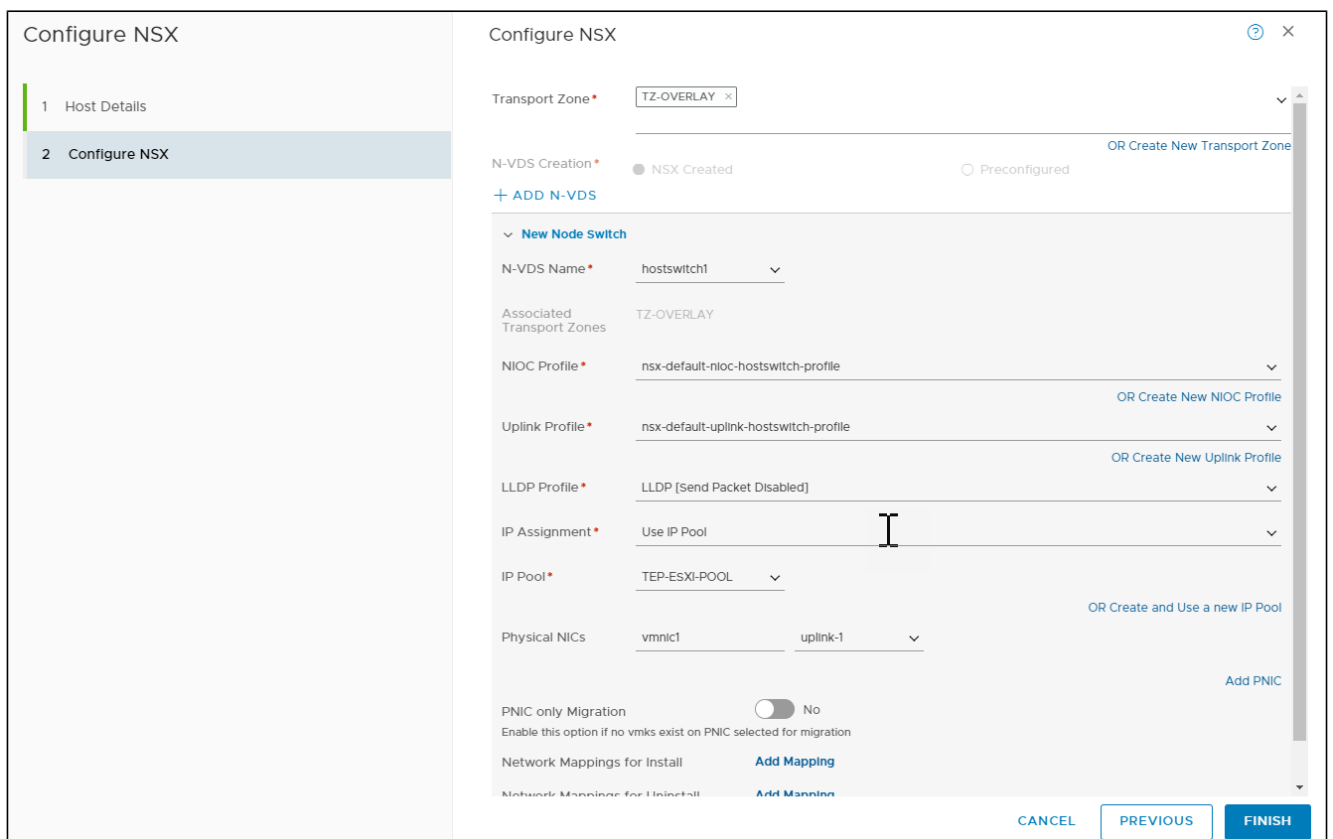 Configure NSX
1 Host Details
2 Configure NSX
Configure NSX
Transport Zone*
TZ-OVERLAY ×
OR Create New Transport Zone
N-VDS Creation*
NSX Created
Preconfigured
+ ADD N-VDS
New Node Switch
N-VDS Name*
hostswitch1
Associated
Transport Zones
TZ-OVERLAY
NIOC Profile*
nsx-default-nioc-hostswitch-profile
OR Create New NIOC Profile
Uplink Profile*
nsx-default-uplink-hostswitch-profile
OR Create New Uplink Profile
LLDP Profile*
LLDP [Send Packet Disabled]
IP Assignment*
Use IP Pool
IP Pool*
TEP-ESXI-POOL
OR Create and Use a new IP Pool
Physical NICs
vmnic1
uplink-1
Add PNIC
PNIC only Migration
No
Enable this option if no vmks exist on PNIC selected for migration
Network Mappings for Install
Add Mapping
Network Mappings for Uninstall
Add Mapping
CANCEL
PREVIOUS
FINISH